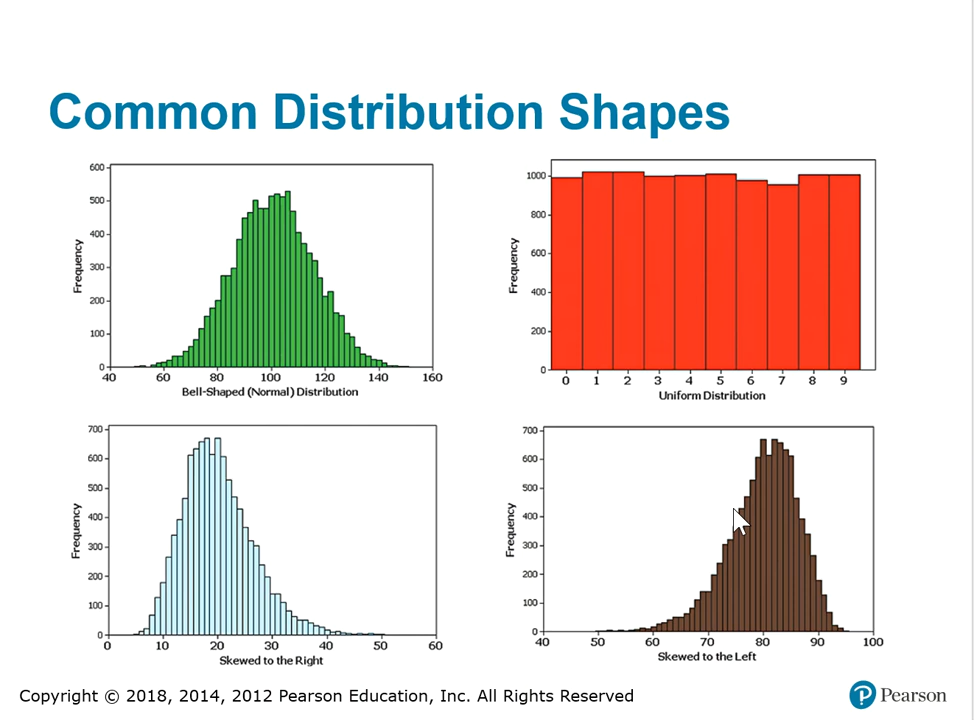 Common Distribution Shapes
600
500
400
300
200
100
0
Frequency
40 60 80 100 120 140 160
Bell-Shaped (Normal) Distribution
1000
800
600
400
200
0
Frequency
0 1 2 3 4 5 6 7 8 9
Uniform Distribution
700
600
500
400
300
200
100
0
Frequency
0 10 20 30 40 50 60
Skewed to the Right
700
600
500
400
300
200
100
0
Frequency
40 50 60 70 80 90 100
Skewed to the Left
Copyright © 2018, 2014, 2012 Pearson Education, Inc. All Rights Reserved
P Pearson